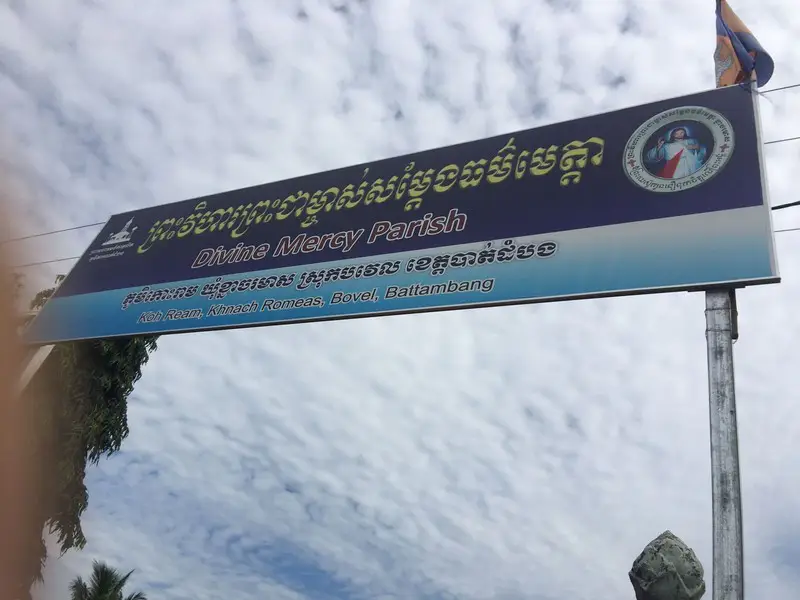 ព្រះវិហារព្រះជាម្ចាស់សម្តែងធម៌មេត្តា
Divine Mercy Parish
ភូមិកោះរាម ឃុំខ្នាចរមាស ស្រុកបវេល ខេត្តបាត់ដំបង
Koh Ream, Khnach Romeas, Bovel, Battambang